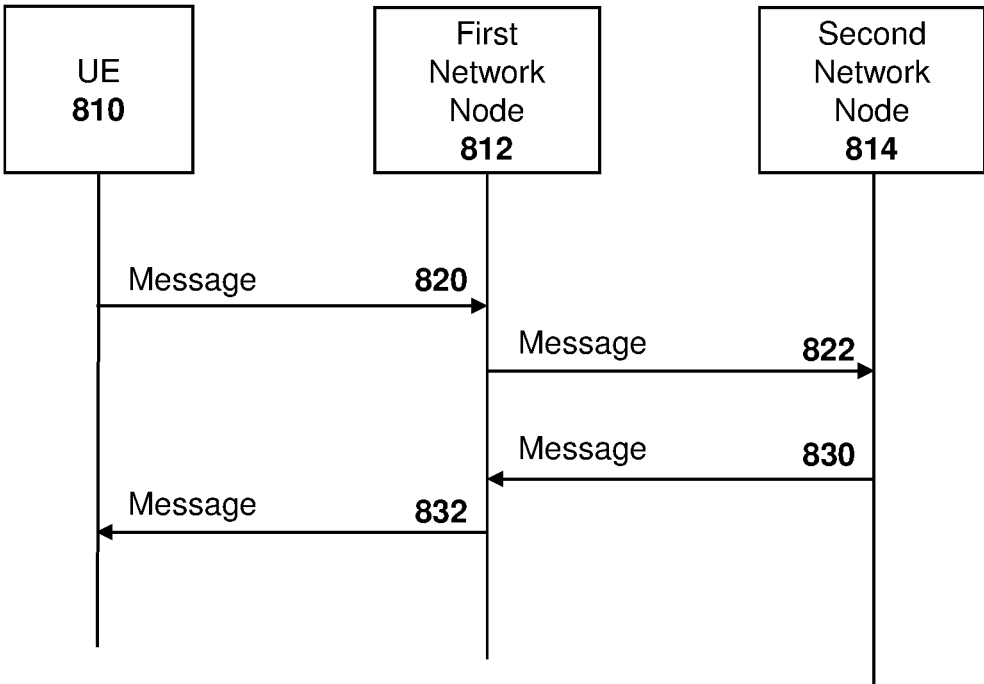 UE
810
First
Network
Node
812
Second
Network
Node
814
Message 820
Message 822
Message 830
Message 832